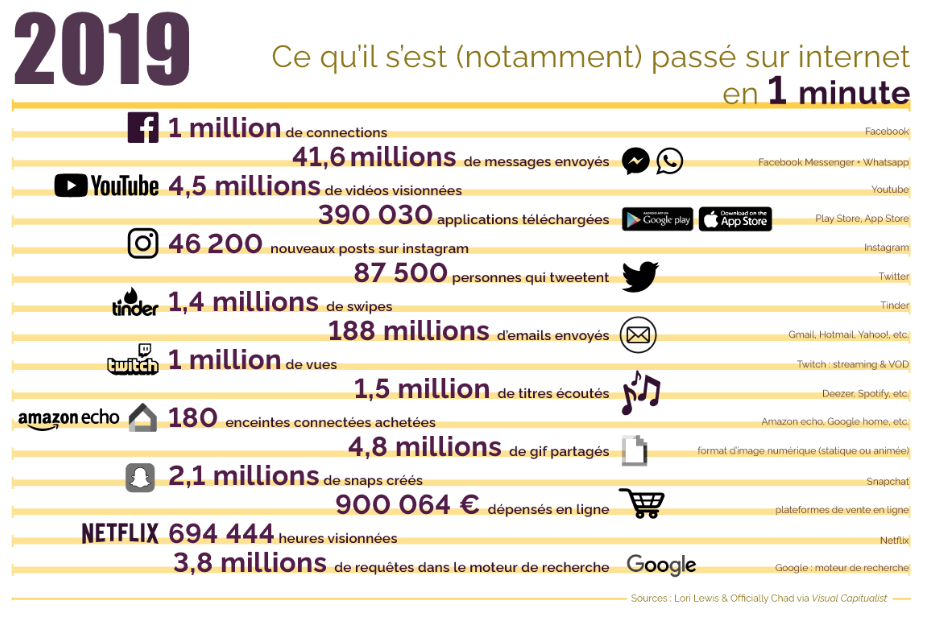 2019
Ce qu'il s'est (notamment) passé sur internet
en 1 minute
1 million de connections Facebook
41,6 millions de messages envoyés Facebook Messenger + Whatsapp
YouTube 4,5 millions de vidéos visionnées Youtube
390 030 applications téléchargées ANDROID APP ON Google play Download on the App Store Play Store, App Store
46 200 nouveaux posts sur instagram Instagram
87 500 personnes qui tweetent Twitter
tinder 1,4 millions de swipes Tinder
188 millions d'emails envoyés Gmail, Hotmail, Yahoo!, etc.
twitch 1 million de vues Twitch : streaming & VOD
1,5 million de titres écoutés Deezer, Spotify, etc.
amazon echo 180 enceintes connectées achetées Amazon echo, Google home, etc.
4,8 millions de gif partagés format d'image numérique (statique ou animée)
2,1 millions de snaps créés Snapchat
900 064 € dépensés en ligne plateformes de vente en ligne
NETFLIX 694 444 heures visionnées Netflix
3,8 millions de requêtes dans le moteur de recherche Google Google : moteur de recherche
Sources : Lori Lewis & Officially Chad via Visual Capitualist